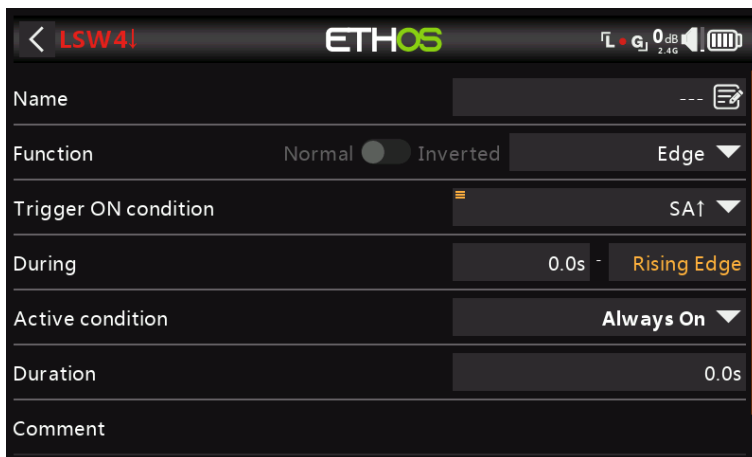 LSW4↓ ETHOS L G 0dB 2.4G
Name ---
Function Normal Inverted Edge
Trigger ON condition SA↑
During 0.0s - Rising Edge
Active condition Always On
Duration 0.0s
Comment